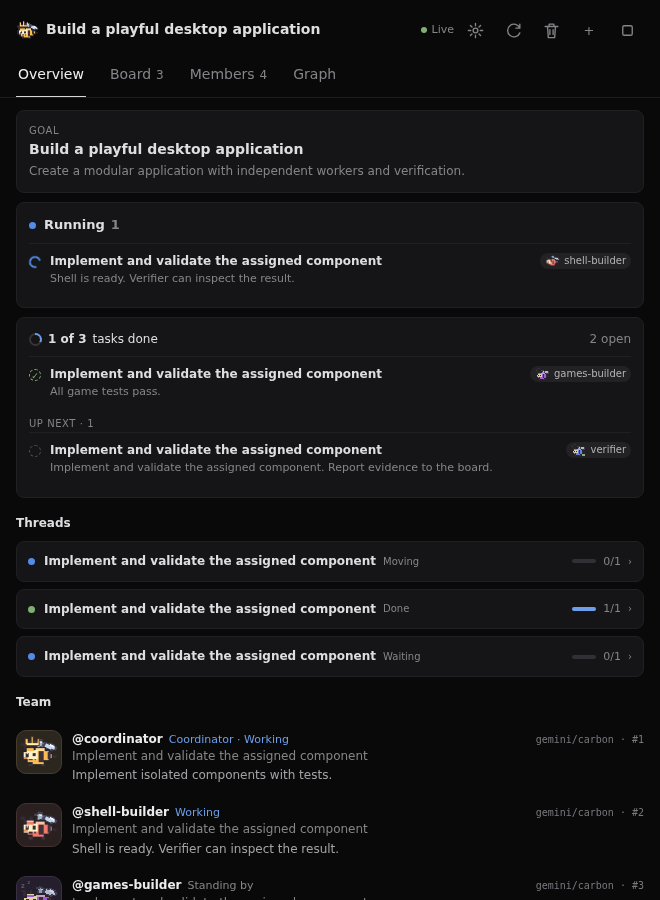 Build a playful desktop application
Live
Overview Board 3 Members 4 Graph
GOAL
Build a playful desktop application
Create a modular application with independent workers and verification.
Running 1
Implement and validate the assigned component shell-builder
Shell is ready. Verifier can inspect the result.
1 of 3 tasks done 2 open
Implement and validate the assigned component games-builder
All game tests pass.
UP NEXT · 1
Implement and validate the assigned component verifier
Implement and validate the assigned component. Report evidence to the board.
Threads
Implement and validate the assigned component Moving 0/1 ›
Implement and validate the assigned component Done 1/1 ›
Implement and validate the assigned component Waiting 0/1 ›
Team
@coordinator Coordinator · Working gemini/carbon · #1
Implement and validate the assigned component
Implement isolated components with tests.
@shell-builder Working gemini/carbon · #2
Implement and validate the assigned component
Shell is ready. Verifier can inspect the result.
@games-builder Standing by gemini/carbon · #3